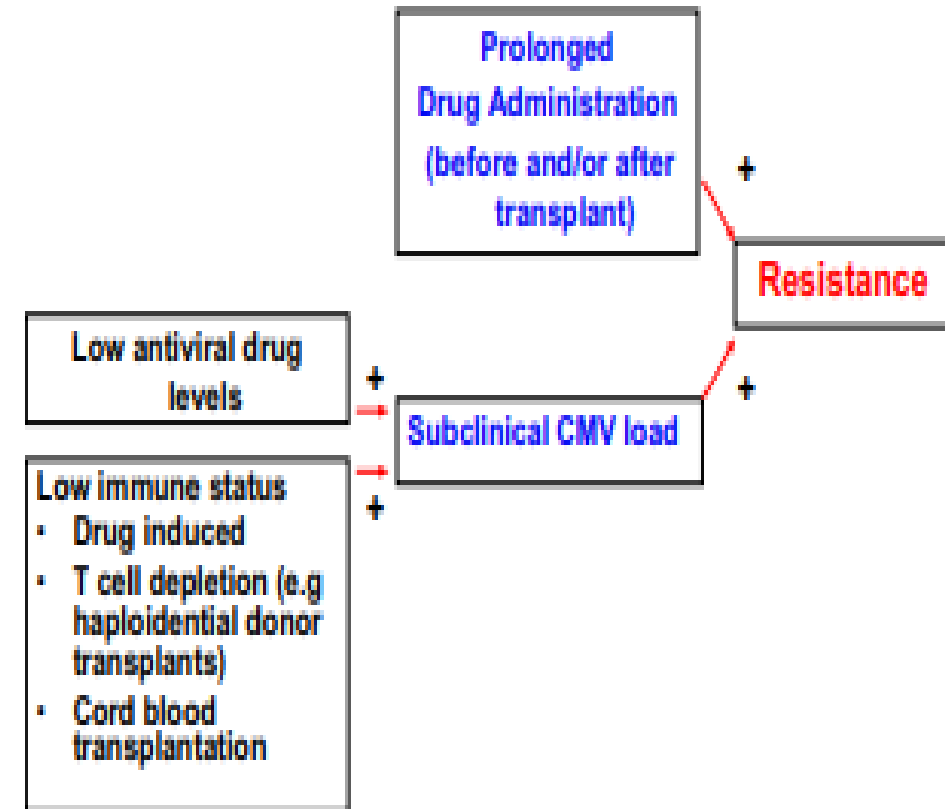 Prolonged
Drug Administration
(before and/or after
transplant)
+
Resistance
Low antiviral drug
levels
+
+
Subclinical CMV load
Low immune status
+
• Drug induced
• T cell depletion (e.g
haploidential donor
transplants)
• Cord blood
transplantation